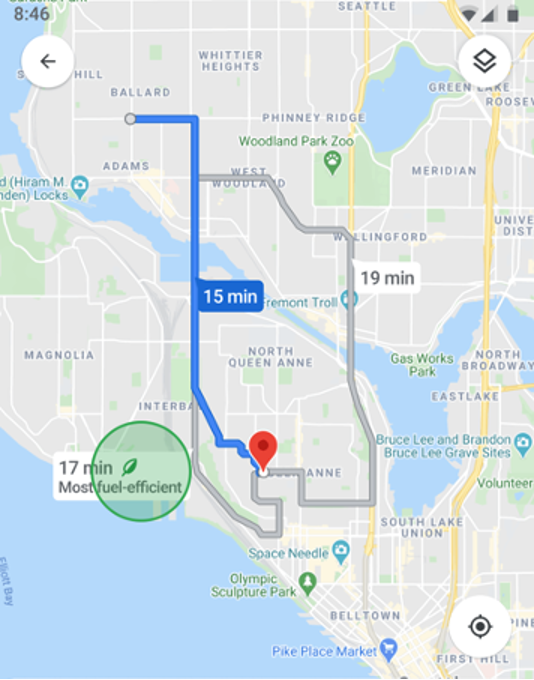 SEATTLE
8:46
WHITTIER
HEIGHTS
HILL
GREEN LAKE
BALLARD
ROOSEV
PHINNEY RIDGE
Woodland Park Zoo
ADAMS
WEST
WOODLAND
MERIDIAN
d (Hiram M.
nden) Locks
UNIVE
DIST
WALLINGFORD
19 min
15 min
Fremont Troll
MAGNOLIA
NORTH
QUEEN ANNE
Gas Works
Park
NORTH
BROADWAY
EASTLAKE
INTERBA
Bruce Lee and Brandon
Bruce Lee Grave Sites
17 min
Most fuel-efficient
ANNE
Volunteer
SOUTH LAKE
UNION
Space Needle
Olympic
Sculpture Park
Elliott Bay
BELLTOWN
PINE
Pike Place Market
FIRST HILL